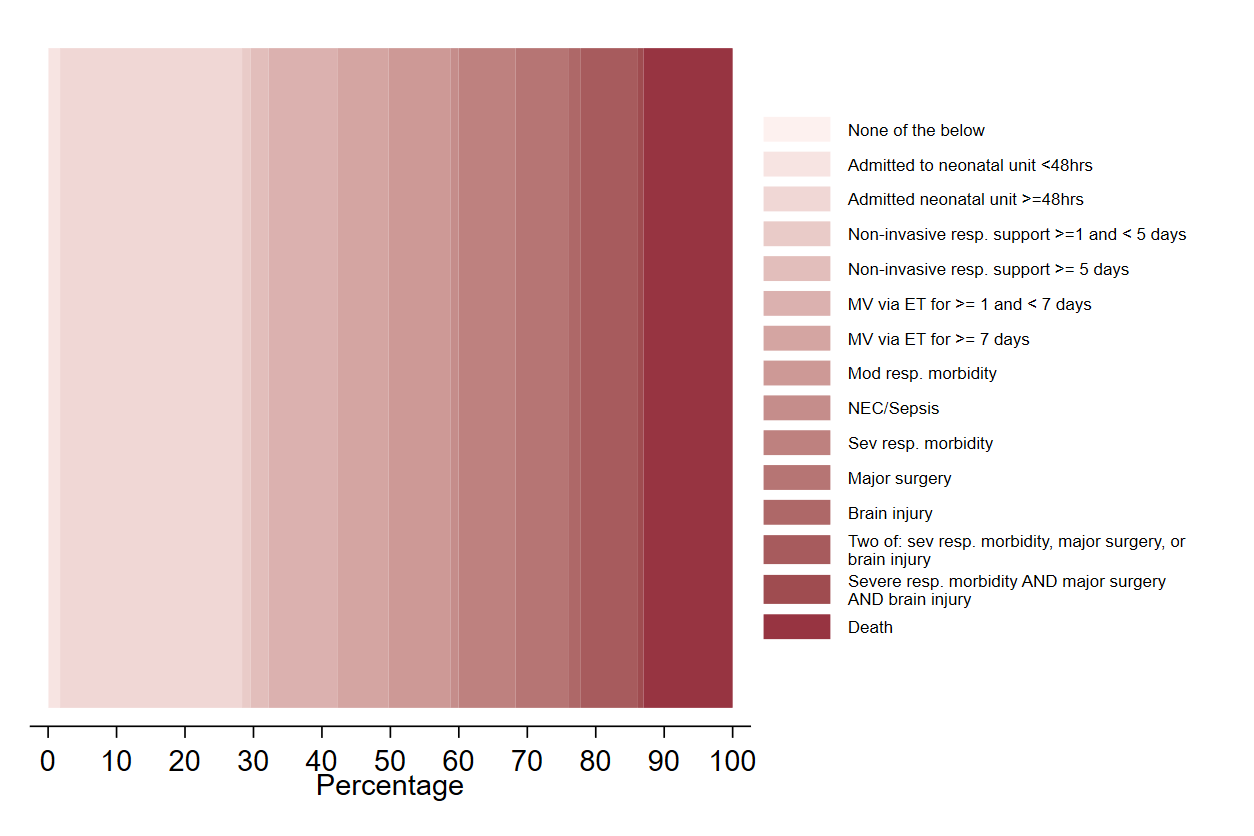 None of the below
Admitted to neonatal unit <48hrs
Admitted neonatal unit >=48hrs
Non-invasive resp. support >=1 and < 5 days
Non-invasive resp. support >= 5 days
MV via ET for >= 1 and < 7 days
MV via ET for >= 7 days
Mod resp. morbidity
NEC/Sepsis
Sev resp. morbidity
Major surgery
Brain injury
Two of: sev resp. morbidity, major surgery, or
brain injury
Severe resp. morbidity AND major surgery
AND brain injury
Death
0 10 20 30 40 50 60 70 80 90 100
Percentage